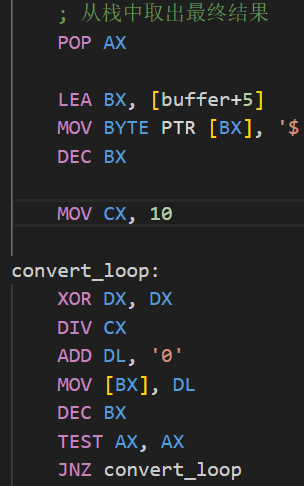 ; 从栈中取出最终结果
POP AX
LEA BX, [buffer+5]
MOV BYTE PTR [BX], '$
DEC BX
MOV CX, 10
convert_loop:
XOR DX, DX
DIV CX
ADD DL, '0'
MOV [BX], DL
DEC BX
TEST AX, AX
JNZ convert_loop